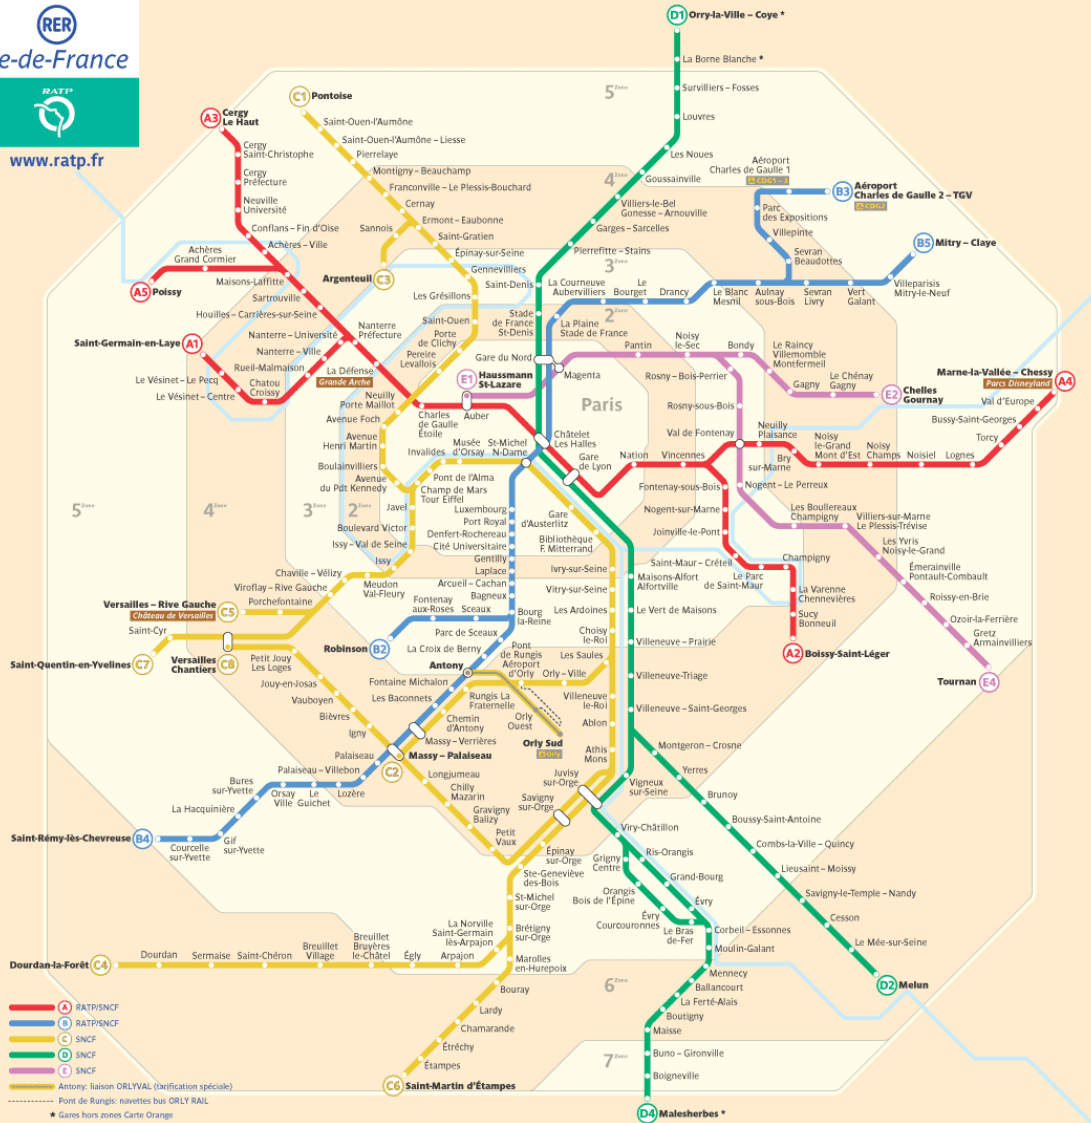 RER
e-de-France
RATP
www.ratp.fr
D1 Orry-la-Ville – Coye *
La Borne Blanche *
Survilliers – Fosses
Louvres
Les Noues
Goussainville
Villiers-le-Bel
Gonesse – Arnouville
Garges – Sarcelles
Pierrefitte – Stains
Saint-Denis
Stade
de France
St-Denis
5 Zone
4 Zone
3 Zone
2 Zone
C1 Pontoise
Saint-Ouen-l'Aumône
Saint-Ouen-l'Aumône – Liesse
Pierrelaye
Montigny – Beauchamp
Franconville – Le Plessis-Bouchard
Cernay
Ermont – Eaubonne
Sannois
Saint-Gratien
Argenteuil C3
Épinay-sur-Seine
Gennevilliers
Les Grésillons
Saint-Ouen
Porte
de Clichy
Pereire
Levallois
A3 Cergy
Le Haut
Cergy
Saint-Christophe
Cergy
Préfecture
Neuville
Université
Conflans – Fin d'Oise
Achères – Ville
Achères
Grand Cormier
A5 Poissy
Maisons-Laffitte
Sartrouville
Houilles – Carrières-sur-Seine
Saint-Germain-en-Laye A1
Nanterre – Université
Nanterre
Préfecture
Nanterre – Ville
Rueil-Malmaison
Le Vésinet – Le Pecq
Chatou
Croissy
Le Vésinet – Centre
La Défense
Grande Arche
Neuilly
Porte Maillot
Avenue Foch
Avenue
Henri Martin
Boulainvilliers
Avenue
du Pdt Kennedy
Charles
de Gaulle
Étoile
Auber
E1 Haussmann
St-Lazare
Gare du Nord
Magenta
Paris
Aéroport
Charles de Gaulle 1
CDG1 – 3
B3 Aéroport
Charles de Gaulle 2 – TGV
CDG2
Parc
des Expositions
Villepinte
Sevran
Beaudottes
B5 Mitry – Claye
Villeparisis
Mitry-le-Neuf
Vert
Galant
Sevran
Livry
Aulnay
sous-Bois
Le Blanc
Mesnil
Drancy
Le
Bourget
La Courneuve
Aubervilliers
La Plaine
Stade de France
Pantin
Noisy
le-Sec
Bondy
Le Raincy
Villemomble
Montfermeil
Gagny
Le Chénay
Gagny
E2 Chelles
Gournay
Rosny – Bois-Perrier
Rosny-sous-Bois
Val de Fontenay
Marne-la-Vallée – Chessy A4
Parcs Disneyland
Val d'Europe
Bussy-Saint-Georges
Torcy
Lognes
Noisiel
Noisy
Champs
Noisy
le-Grand
Mont d'Est
Bry
sur-Marne
Neuilly
Plaisance
Châtelet
Les Halles
Gare
de Lyon
Nation
Vincennes
Fontenay-sous-Bois
Nogent-sur-Marne
Joinville-le-Pont
Saint-Maur – Créteil
Le Parc
de Saint-Maur
Champigny
La Varenne
Chennevières
Sucy
Bonneuil
A2 Boissy-Saint-Léger
Nogent – Le Perreux
Les Boullereaux
Champigny
Villiers-sur-Marne
Le Plessis-Trévise
Les Yvris
Noisy-le-Grand
Émerainville
Pontault-Combault
Roissy-en-Brie
Ozoir-la-Ferrière
Gretz
Armainvilliers
Tournan E4
Musée
d'Orsay
St-Michel
N-Dame
Invalides
Pont de l'Alma
Champ de Mars
Tour Eiffel
Javel
Boulevard Victor
Issy – Val de Seine
Issy
Meudon
Val-Fleury
Chaville – Vélizy
Viroflay – Rive Gauche
Porchefontaine
Versailles – Rive Gauche C5
Château de Versailles
Saint-Cyr
Saint-Quentin-en-Yvelines C7
Versailles
Chantiers C8
5 Zone
4 Zone
3 Zone
2 Zone
Luxembourg
Port Royal
Denfert-Rochereau
Cité Universitaire
Gentilly
Laplace
Arcueil – Cachan
Bagneux
Bourg
la-Reine
Fontenay
aux-Roses
Sceaux
Robinson B2
Parc de Sceaux
La Croix de Berny
Antony
Fontaine Michalon
Les Baconnets
Massy – Verrières
Massy – Palaiseau
C2
Palaiseau
Palaiseau – Villebon
Lozère
Le
Guichet
Orsay
Ville
Bures
sur-Yvette
La Hacquinière
Gif
sur-Yvette
Courcelle
sur-Yvette
Saint-Rémy-lès-Chevreuse B4
Gare
d'Austerlitz
Bibliothèque
F. Mitterrand
Ivry-sur-Seine
Vitry-sur-Seine
Les Ardoines
Choisy
le-Roi
Les Saules
Orly – Ville
Pont
de Rungis
Aéroport
d'Orly
Rungis La
Fraternelle
Chemin
d'Antony
Orly
Ouest
Orly Sud
Orly
Villeneuve
le-Roi
Ablon
Athis
Mons
Juvisy
sur-Orge
Savigny
sur-Orge
Épinay
sur-Orge
Petit Jouy
Les Loges
Jouy-en-Josas
Vauboyen
Bièvres
Igny
Longjumeau
Chilly
Mazarin
Gravigny
Balizy
Petit
Vaux
Ste-Geneviève
des-Bois
St-Michel
sur-Orge
Brétigny
sur-Orge
La Norville
Saint-Germain
lès-Arpajon
Arpajon
Égly
Breuillet
Bruyères
le-Châtel
Breuillet
Village
Saint-Chéron
Sermaise
Dourdan
Dourdan-la-Forêt C4
Marolles
en-Hurepoix
Bouray
Lardy
Chamarande
Étréchy
Étampes
C6 Saint-Martin d'Étampes
Maisons-Alfort
Alfortville
Le Vert de Maisons
Villeneuve – Prairie
Villeneuve-Triage
Villeneuve – Saint-Georges
Montgeron – Crosne
Yerres
Brunoy
Boussy-Saint-Antoine
Combs-la-Ville – Quincy
Lieusaint – Moissy
Savigny-le-Temple – Nandy
Cesson
Le Mée-sur-Seine
D2 Melun
Vigneux
sur-Seine
Viry-Châtillon
Grigny
Centre
Ris-Orangis
Orangis
Bois de l'Épine
Grand-Bourg
Évry
Évry
Courcouronnes
Le Bras
de-Fer
Corbeil – Essonnes
Moulin-Galant
Mennecy
Ballancourt
La Ferté-Alais
Boutigny
Maisse
Buno – Gironville
Boigneville
D4 Malesherbes *
6 Zone
7 Zone
A RATP/SNCF
B RATP/SNCF
C SNCF
D SNCF
E SNCF
Antony: liaison ORLYVAL (tarification spéciale)
Pont de Rungis: navettes bus ORLY RAIL
* Gares hors zones Carte Orange